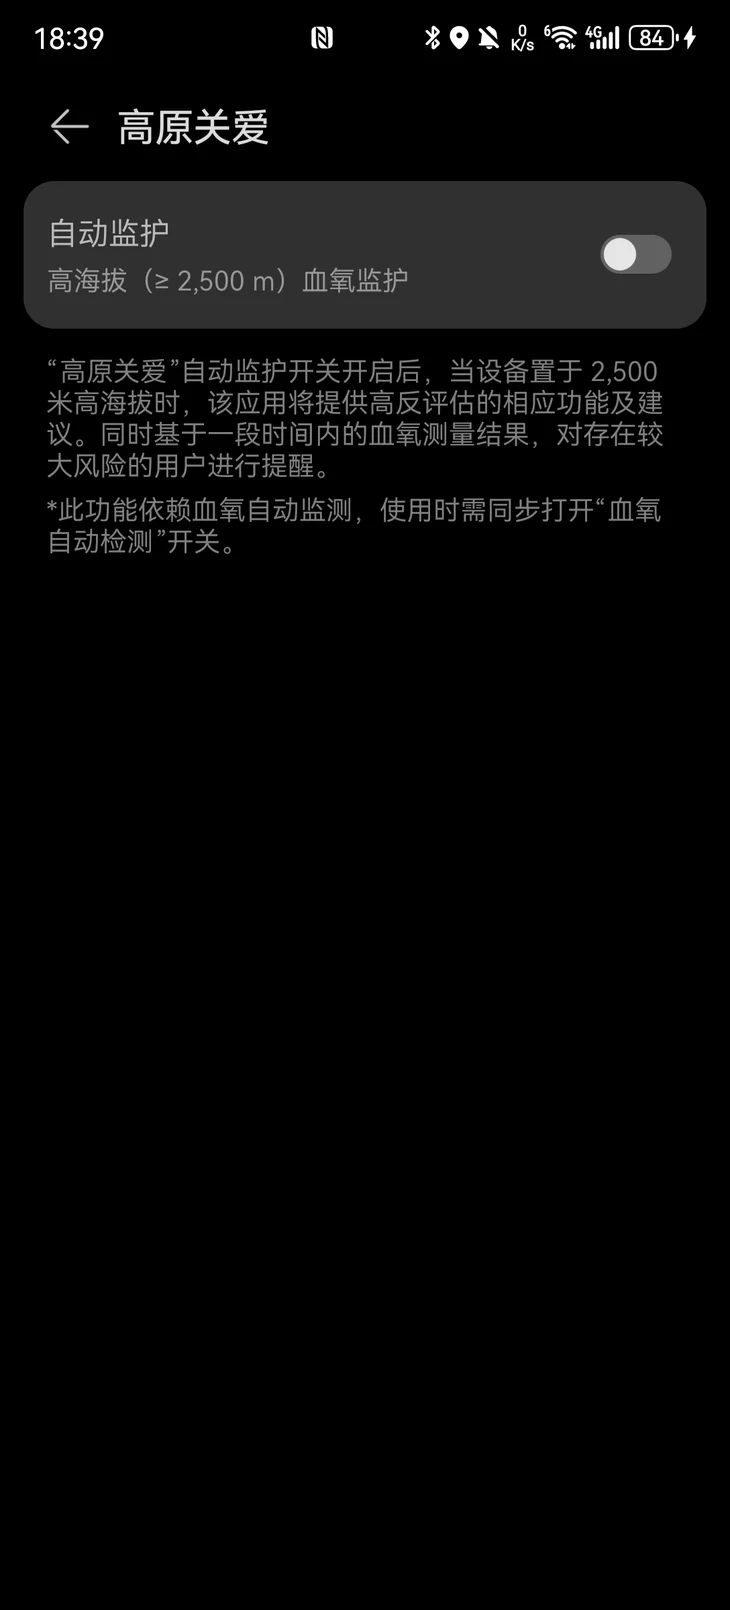 18:39
0 K/s
6
4G
84
高原关爱
自动监护
高海拔（≥ 2,500 m）血氧监护
“高原关爱”自动监护开关开启后，当设备置于 2,500
米高海拔时，该应用将提供高反评估的相应功能及建
议。同时基于一段时间内的血氧测量结果，对存在较
大风险的用户进行提醒。
*此功能依赖血氧自动监测，使用时需同步打开“血氧
自动检测”开关。